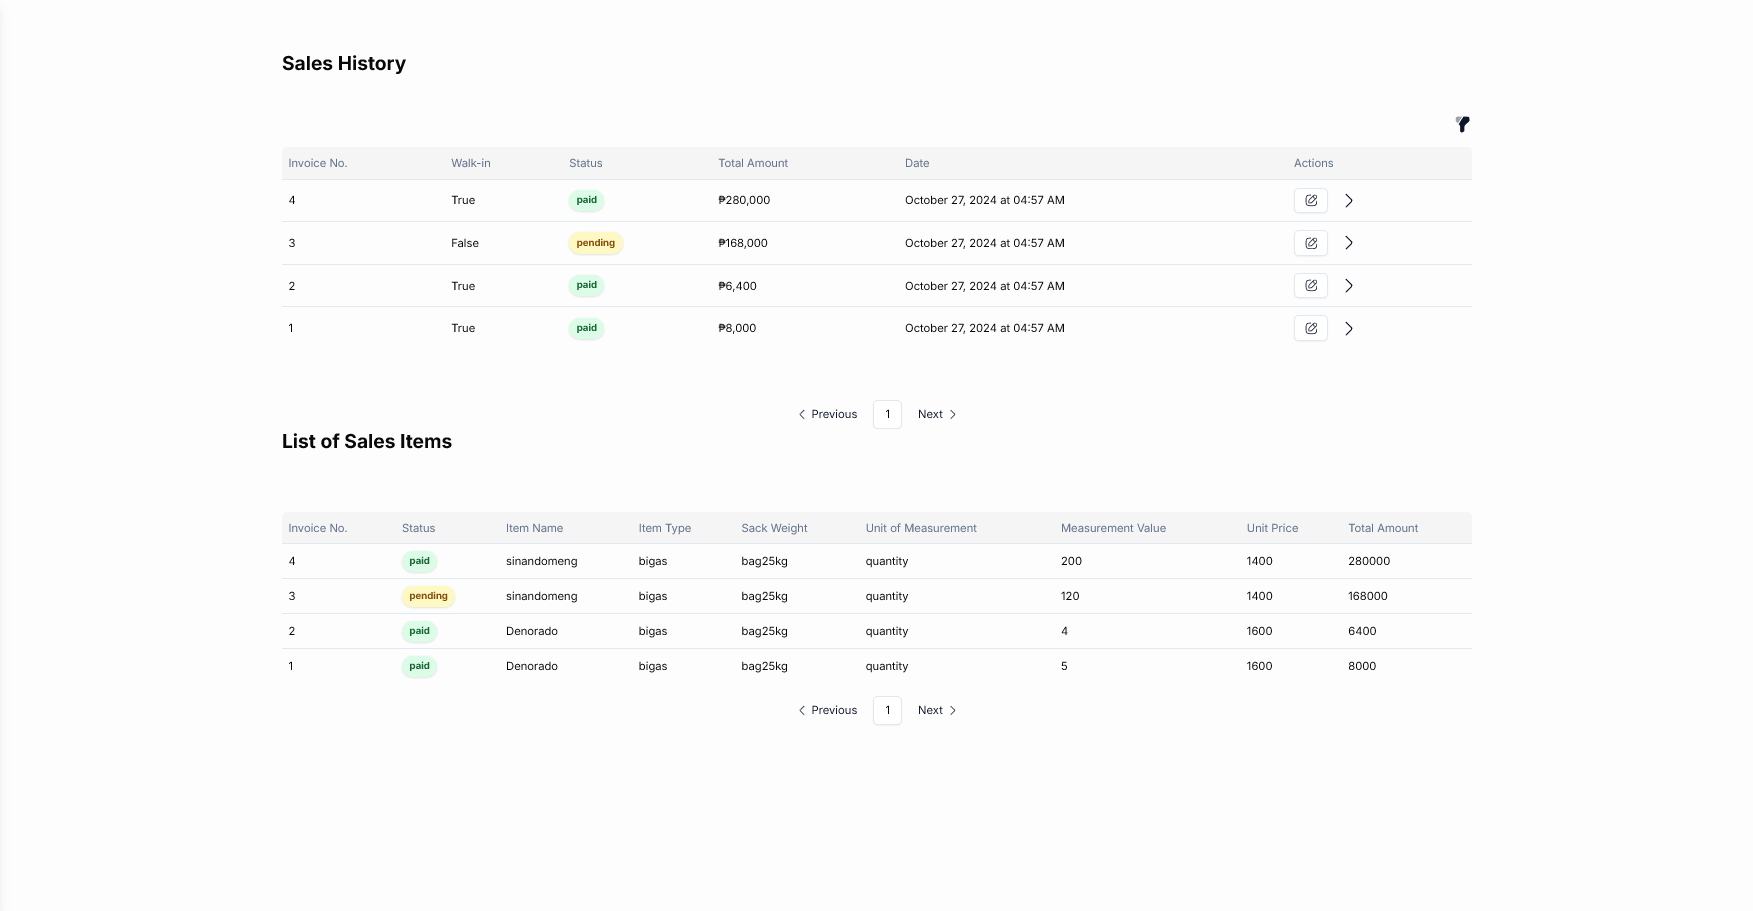 Sales History
Invoice No. Walk-in Status Total Amount Date Actions
4 True paid ₱280,000 October 27, 2024 at 04:57 AM
3 False pending ₱168,000 October 27, 2024 at 04:57 AM
2 True paid ₱6,400 October 27, 2024 at 04:57 AM
1 True paid ₱8,000 October 27, 2024 at 04:57 AM
Previous 1 Next
List of Sales Items
Invoice No. Status Item Name Item Type Sack Weight Unit of Measurement Measurement Value Unit Price Total Amount
4 paid sinandomeng bigas bag25kg quantity 200 1400 280000
3 pending sinandomeng bigas bag25kg quantity 120 1400 168000
2 paid Denorado bigas bag25kg quantity 4 1600 6400
1 paid Denorado bigas bag25kg quantity 5 1600 8000
Previous 1 Next